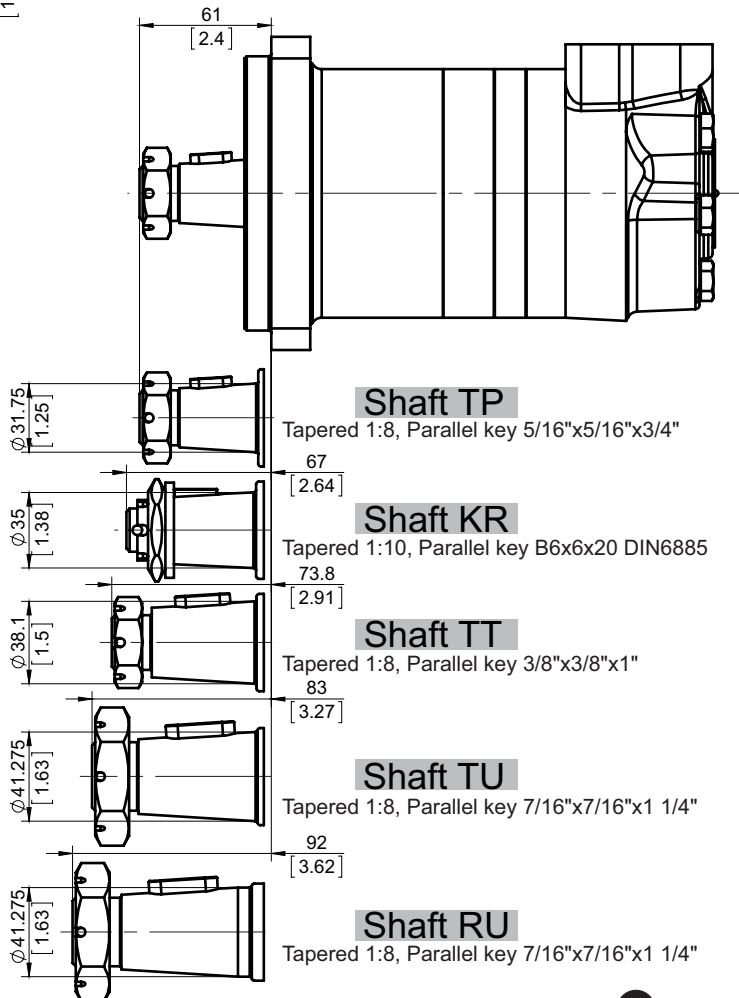 61
[2.4]
Ø31.75
[1.25]
Shaft TP
Tapered 1:8, Parallel key 5/16"x5/16"x3/4"
67
[2.64]
Ø35
[1.38]
Shaft KR
Tapered 1:10, Parallel key B6x6x20 DIN6885
73.8
[2.91]
Ø38.1
[1.5]
Shaft TT
Tapered 1:8, Parallel key 3/8"x3/8"x1"
83
[3.27]
Ø41.275
[1.63]
Shaft TU
Tapered 1:8, Parallel key 7/16"x7/16"x1 1/4"
92
[3.62]
Ø41.275
[1.63]
Shaft RU
Tapered 1:8, Parallel key 7/16"x7/16"x1 1/4"